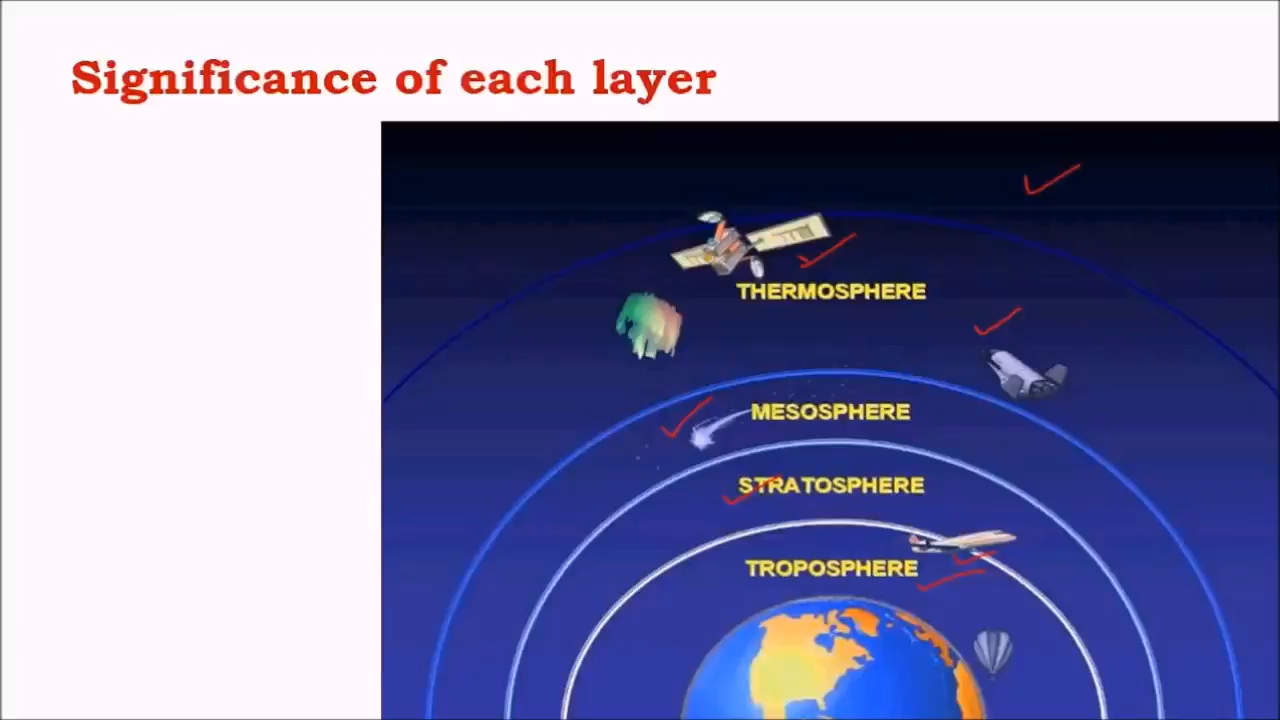 Significance of each layer
THERMOSPHERE
MESOSPHERE
STRATOSPHERE
TROPOSPHERE